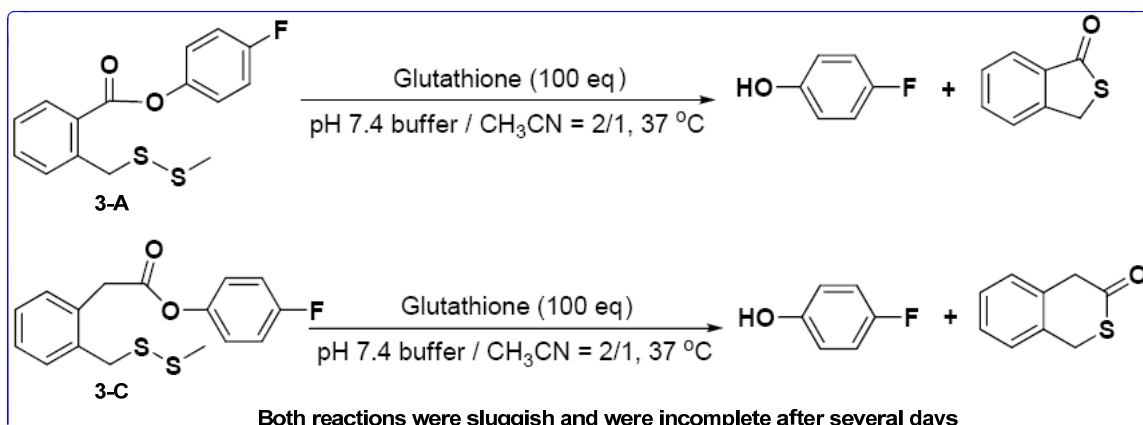 F
O
O
Glutathione (100 eq)
HO
F
+
O
S
pH 7.4 buffer / CH₃CN = 2/1, 37 °C
S
S
3-A
O
O
F
Glutathione (100 eq)
HO
F
+
O
S
pH 7.4 buffer / CH₃CN = 2/1, 37 °C
S
S
3-C
Both reactions were sluggish and were incomplete after several days